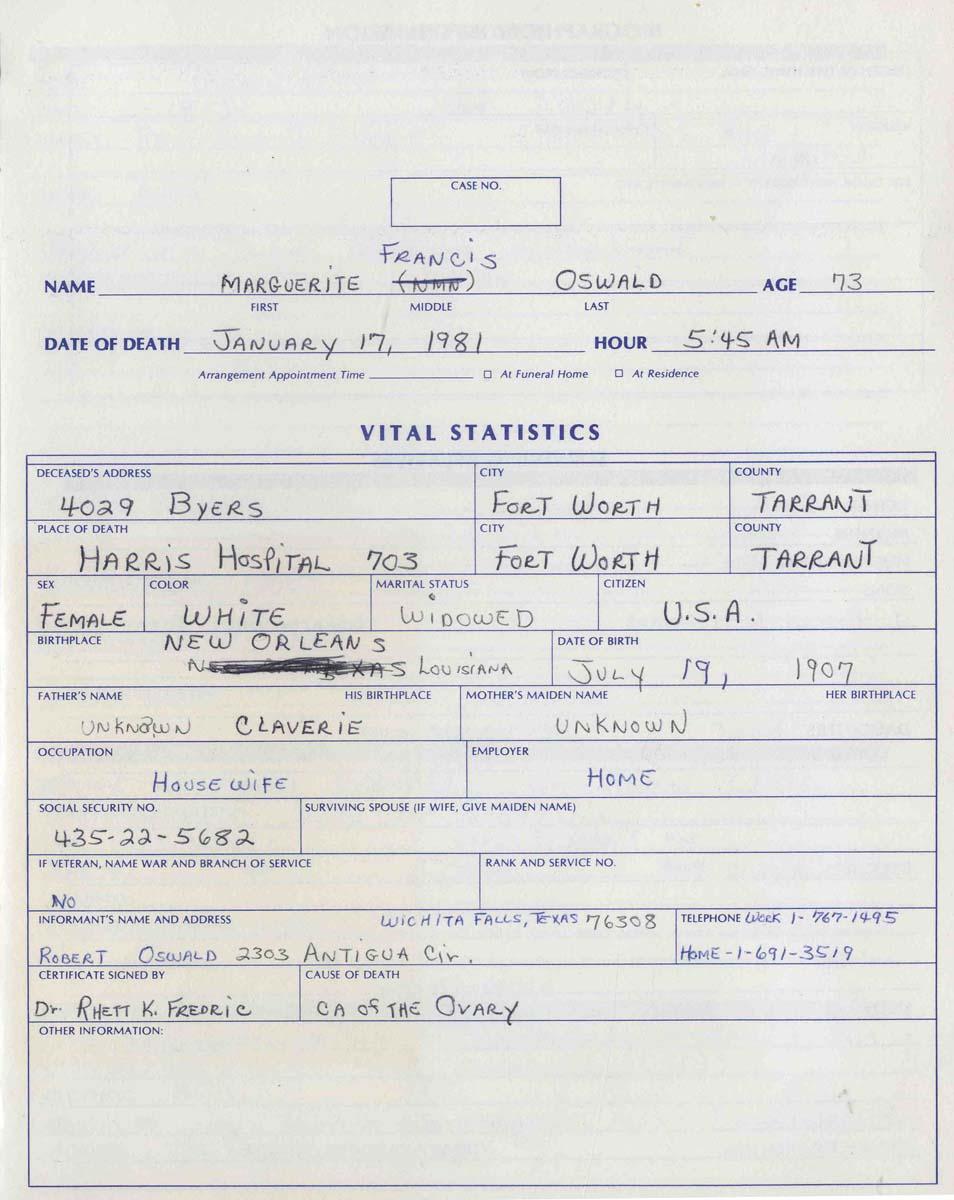 CASE NO.
FRANCIS
NAME MARGUERITE (NMN) OSWALD AGE 73
FIRST MIDDLE LAST
DATE OF DEATH JANUARY 17, 1981 HOUR 5:45 AM
Arrangement Appointment Time At Funeral Home At Residence
VITAL STATISTICS
DECEASED'S ADDRESS CITY COUNTY
4029 BYERS FORT WORTH TARRANT
PLACE OF DEATH CITY COUNTY
HARRIS HOSPITAL 703 FORT WORTH TARRANT
SEX COLOR MARITAL STATUS CITIZEN
FEMALE WHITE WIDOWED U.S.A.
BIRTHPLACE NEW ORLEANS DATE OF BIRTH
LOUISIANA JULY 19, 1907
FATHER'S NAME HIS BIRTHPLACE MOTHER'S MAIDEN NAME HER BIRTHPLACE
UNKNOWN CLAVERIE UNKNOWN
OCCUPATION EMPLOYER
HOUSEWIFE HOME
SOCIAL SECURITY NO. SURVIVING SPOUSE (IF WIFE, GIVE MAIDEN NAME)
435-22-5682
IF VETERAN, NAME WAR AND BRANCH OF SERVICE RANK AND SERVICE NO.
NO
INFORMANT'S NAME AND ADDRESS WICHITA FALLS, TEXAS 76308 TELEPHONE WORK 1-767-1495
ROBERT OSWALD 2303 ANTIGUA Cir. HOME-1-691-3519
CERTIFICATE SIGNED BY CAUSE OF DEATH
Dr. RHETT K. FREDRIC CA OF THE OVARY
OTHER INFORMATION: